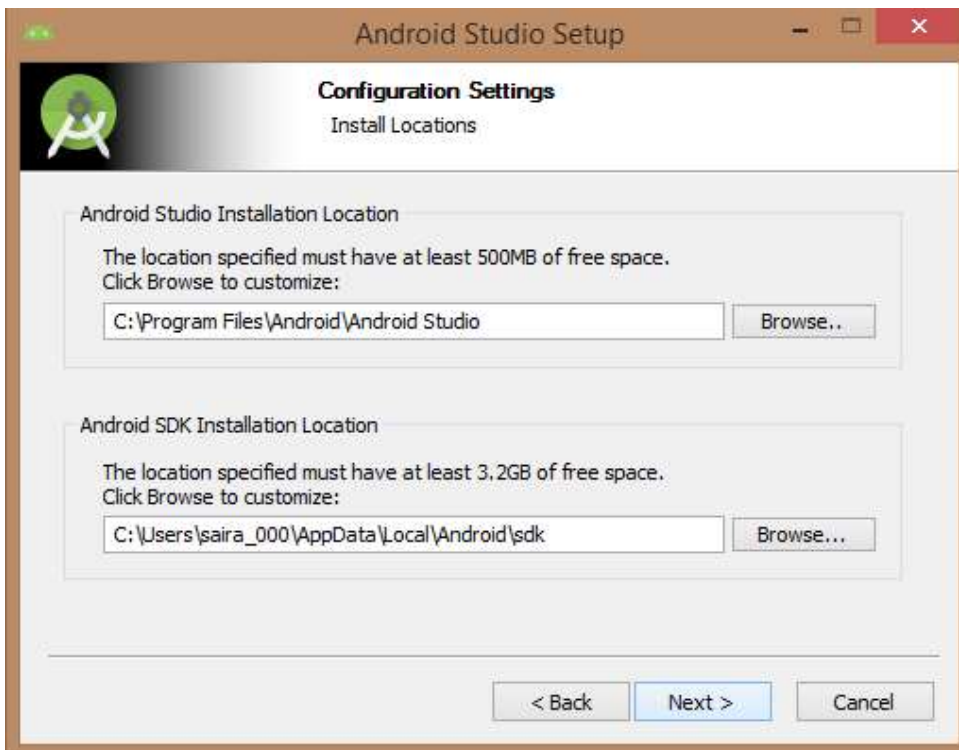 Android Studio Setup
Configuration Settings
Install Locations
Android Studio Installation Location
The location specified must have at least 500MB of free space.
Click Browse to customize:
C:\Program Files\Android\Android Studio
Browse..
Android SDK Installation Location
The location specified must have at least 3.2GB of free space.
Click Browse to customize:
C:\Users\saira_000\AppData\Local\Android\sdk
Browse...
< Back
Next >
Cancel